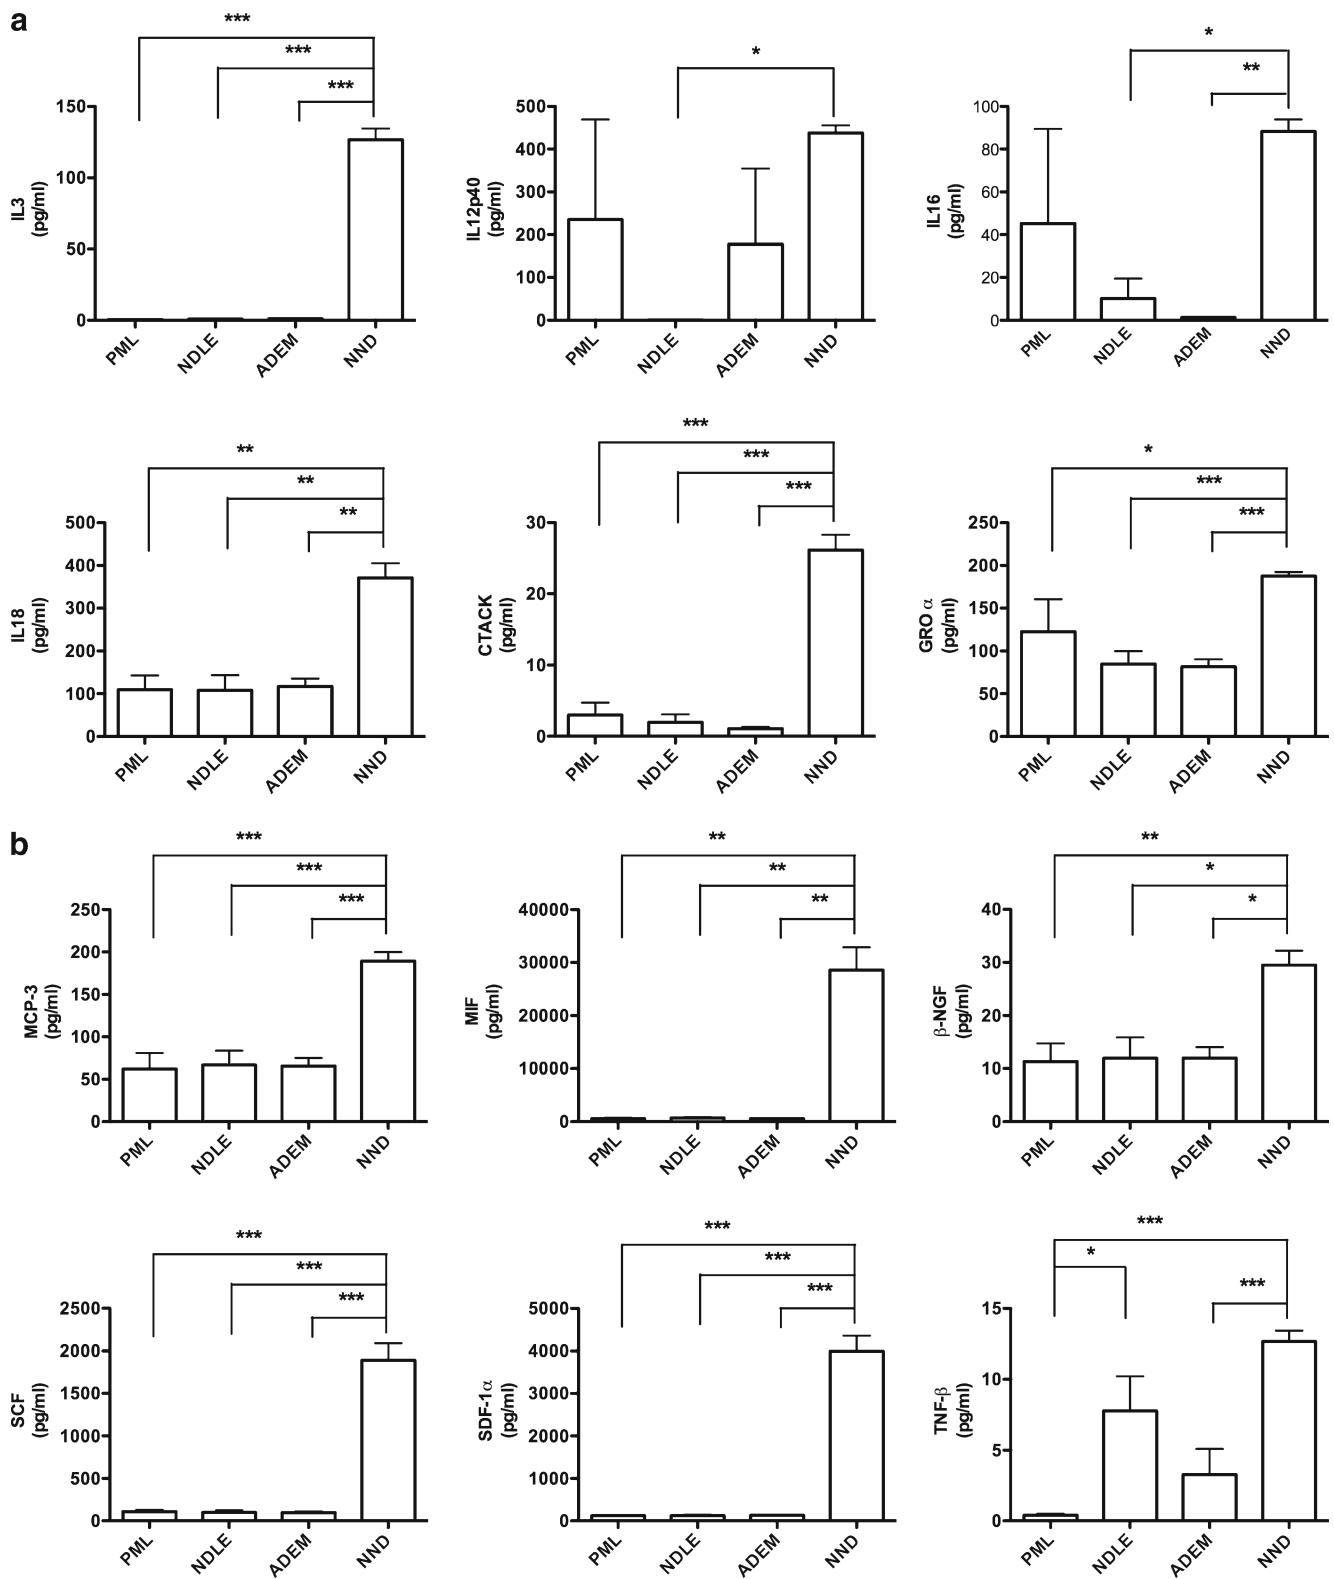 a
***
***
***
150
100
50
0
IL3
(pg/ml)
PML
NDLE
ADEM
NND
*
500
400
300
200
100
0
IL12p40
(pg/ml)
PML
NDLE
ADEM
NND
*
**
100
80
60
40
20
0
IL16
(pg/ml)
PML
NDLE
ADEM
NND
**
**
**
500
400
300
200
100
0
IL18
(pg/ml)
PML
NDLE
ADEM
NND
***
***
***
30
20
10
0
CTACK
(pg/ml)
PML
NDLE
ADEM
NND
*
***
***
250
200
150
100
50
0
GRO α
(pg/ml)
PML
NDLE
ADEM
NND
b
***
***
***
250
200
150
100
50
0
MCP-3
(pg/ml)
PML
NDLE
ADEM
NND
**
**
**
40000
30000
20000
10000
0
MIF
(pg/ml)
PML
NDLE
ADEM
NND
**
*
*
40
30
20
10
0
β-NGF
(pg/ml)
PML
NDLE
ADEM
NND
***
***
***
2500
2000
1500
1000
500
0
SCF
(pg/ml)
PML
NDLE
ADEM
NND
***
***
***
5000
4000
3000
2000
1000
0
SDF-1α
(pg/ml)
PML
NDLE
ADEM
NND
***
*
***
15
10
5
0
TNF-β
(pg/ml)
PML
NDLE
ADEM
NND